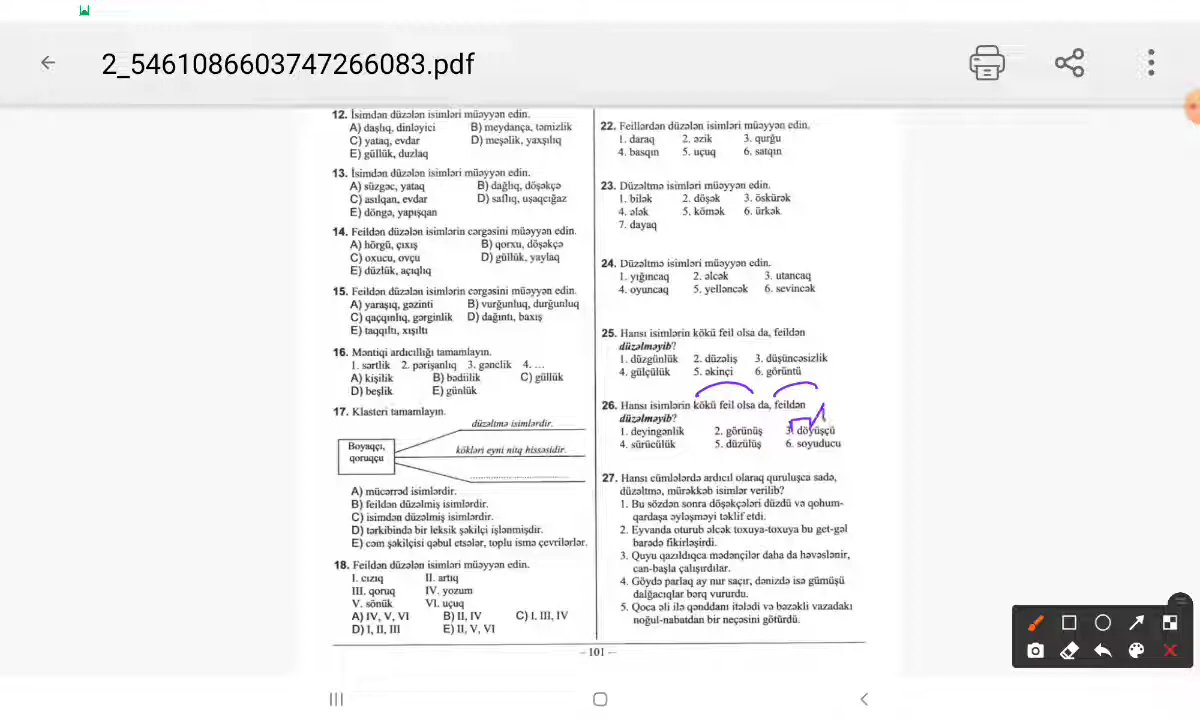 2_5461086603747266083.pdf
12. İsimdən düzələn isimləri müəyyən edin.
A) daşlıq, dinləyici B) meydança, təmizlik
C) yataq, evdar D) meşəlik, yaxşılıq
E) güllük, duzlaq
13. İsimdən düzələn isimləri müəyyən edin.
A) süzgəc, yataq B) dağlıq, döşəkçə
C) asılqan, evdar D) saflıq, uşaqcığaz
E) döngə, yapışqan
14. Feildən düzələn isimlərin cərgəsini müəyyən edin.
A) hörgü, çıxış B) qorxu, döşəkçə
C) oxucu, ovçu D) güllük, yaylaq
E) düzlük, açıqlıq
15. Feildən düzələn isimlərin cərgəsini müəyyən edin.
A) yaraşıq, gəzinti B) vurğunluq, durğunluq
C) qaçqınlıq, gərginlik D) dağıntı, baxış
E) taqqıltı, xışıltı
16. Məntiqi ardıcıllığı tamamlayın.
1. sərtlik 2. pərişanlıq 3. gənclik 4. ...
A) kişilik B) bədiilik C) güllük
D) beşlik E) günlük
17. Klasteri tamamlayın.
düzəltmə isimlərdir.
Boyaqçı,
qoruqçu
kökləri eyni nitq hissəsidir.
A) mücərrəd isimlərdir.
B) feildən düzəlmiş isimlərdir.
C) isimdən düzəlmiş isimlərdir.
D) tərkibində bir leksik şəkilçi işlənmişdir.
E) cəm şəkilçisi qəbul etsələr, toplu ismə çevrilərlər.
18. Feildən düzələn isimləri müəyyən edin.
I. cızıq II. artıq
III. qoruq IV. yozum
V. sönük VI. uçuq
A) IV, V, VI B) II, IV C) I, III, IV
D) I, II, III E) II, V, VI
22. Feillərdən düzələn isimləri müəyyən edin.
1. daraq 2. əzik 3. qurğu
4. basqın 5. uçuq 6. satqın
23. Düzəltmə isimləri müəyyən edin.
1. bilək 2. döşək 3. öskürək
4. ələk 5. kömək 6. ürkək
7. dayaq
24. Düzəltmə isimləri müəyyən edin.
1. yığıncaq 2. əlcək 3. utancaq
4. oyuncaq 5. yelləncək 6. sevincək
25. Hansı isimlərin kökü feil olsa da, feildən
düzəlməyib?
1. düzgünlük 2. düzəliş 3. düşüncəsizlik
4. gülçülük 5. əkinçi 6. görüntü
26. Hansı isimlərin kökü feil olsa da, feildən
düzəlməyib?
1. deyingənlik 2. görünüş 3. döyüşçü
4. sürücülük 5. düzülüş 6. soyuducu
27. Hansı cümlələrdə ardıcıl olaraq quruluşca sadə,
düzəltmə, mürəkkəb isimlər verilib?
1. Bu sözdən sonra döşəkçələri düzdü və qohum-
qardaşa əyləşməyi təklif etdi.
2. Eyvanda oturub əlcək toxuya-toxuya bu get-gəl
barədə fikirləşirdi.
3. Quyu qazıldıqca mədənçilər daha da həvəslənir,
can-başla çalışırdılar.
4. Göydə parlaq ay nur saçır, dənizdə isə gümüşü
dalğacıqlar bərq vururdu.
5. Qoca əli ilə qənddanı itələdi və bəzəkli vazadakı
noğul-nabatdan bir neçəsini götürdü.
– 101 –